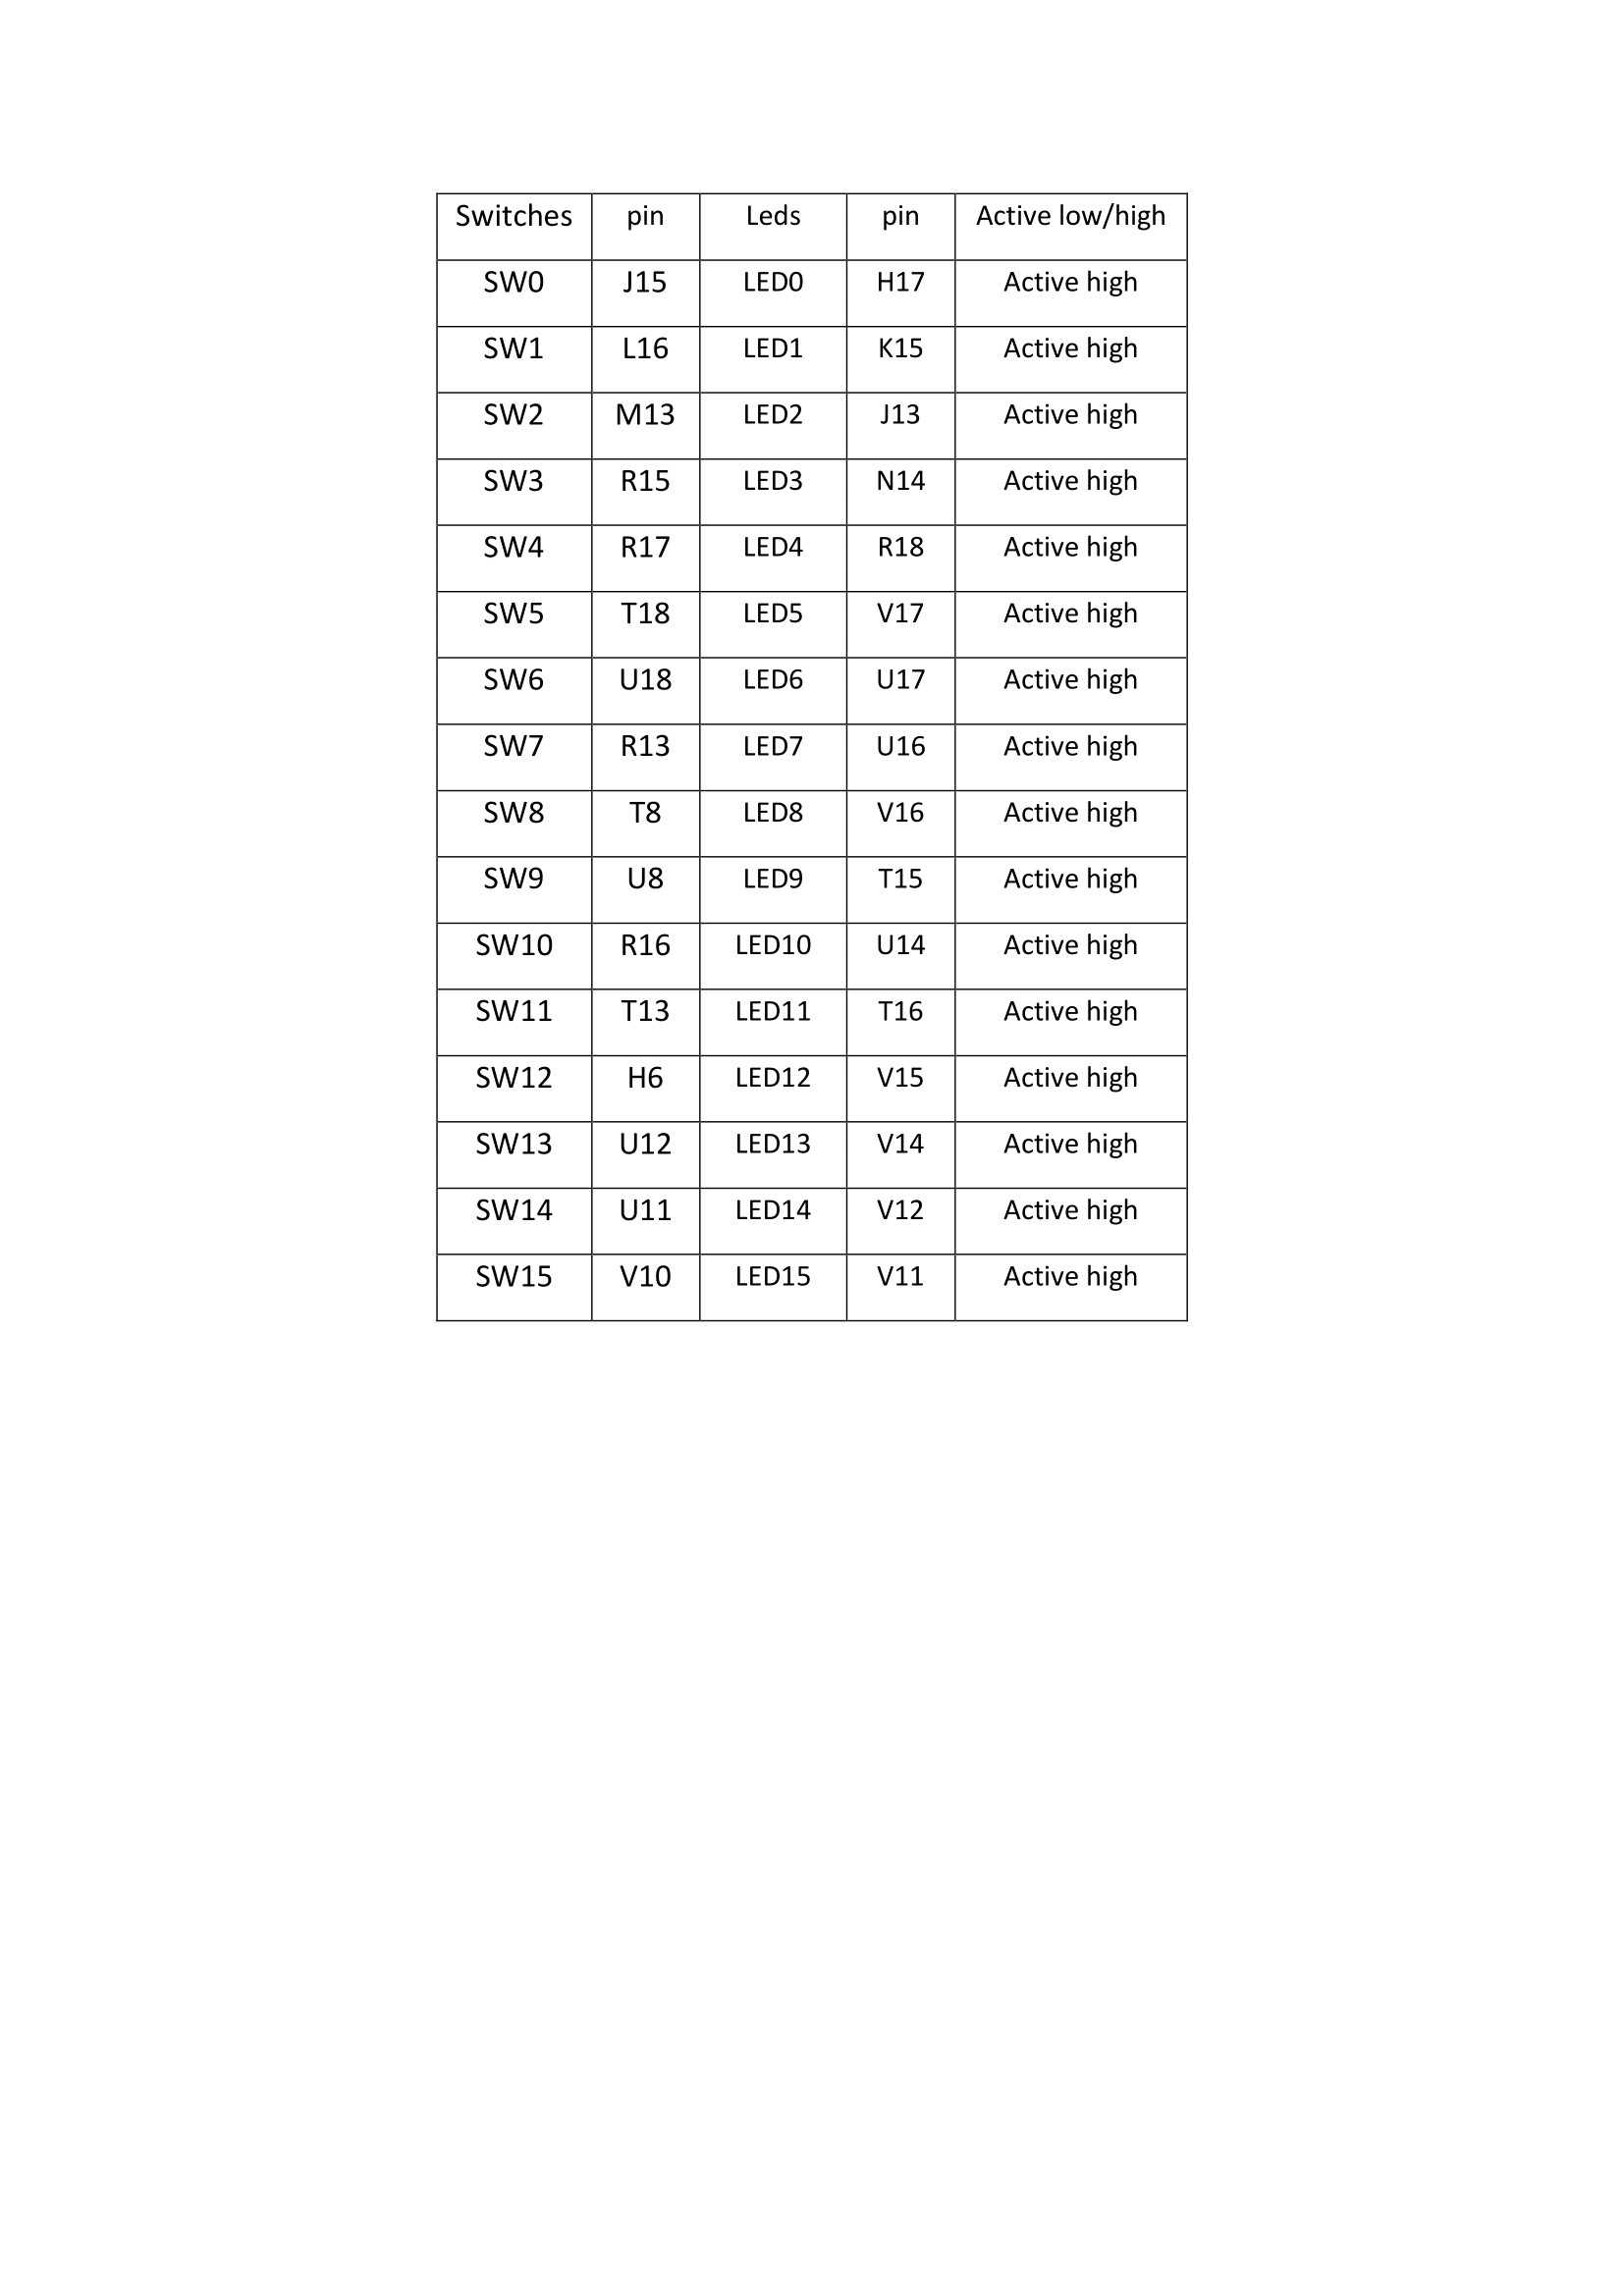 Switches pin Leds pin Active low/high
SW0 J15 LED0 H17 Active high
SW1 L16 LED1 K15 Active high
SW2 M13 LED2 J13 Active high
SW3 R15 LED3 N14 Active high
SW4 R17 LED4 R18 Active high
SW5 T18 LED5 V17 Active high
SW6 U18 LED6 U17 Active high
SW7 R13 LED7 U16 Active high
SW8 T8 LED8 V16 Active high
SW9 U8 LED9 T15 Active high
SW10 R16 LED10 U14 Active high
SW11 T13 LED11 T16 Active high
SW12 H6 LED12 V15 Active high
SW13 U12 LED13 V14 Active high
SW14 U11 LED14 V12 Active high
SW15 V10 LED15 V11 Active high